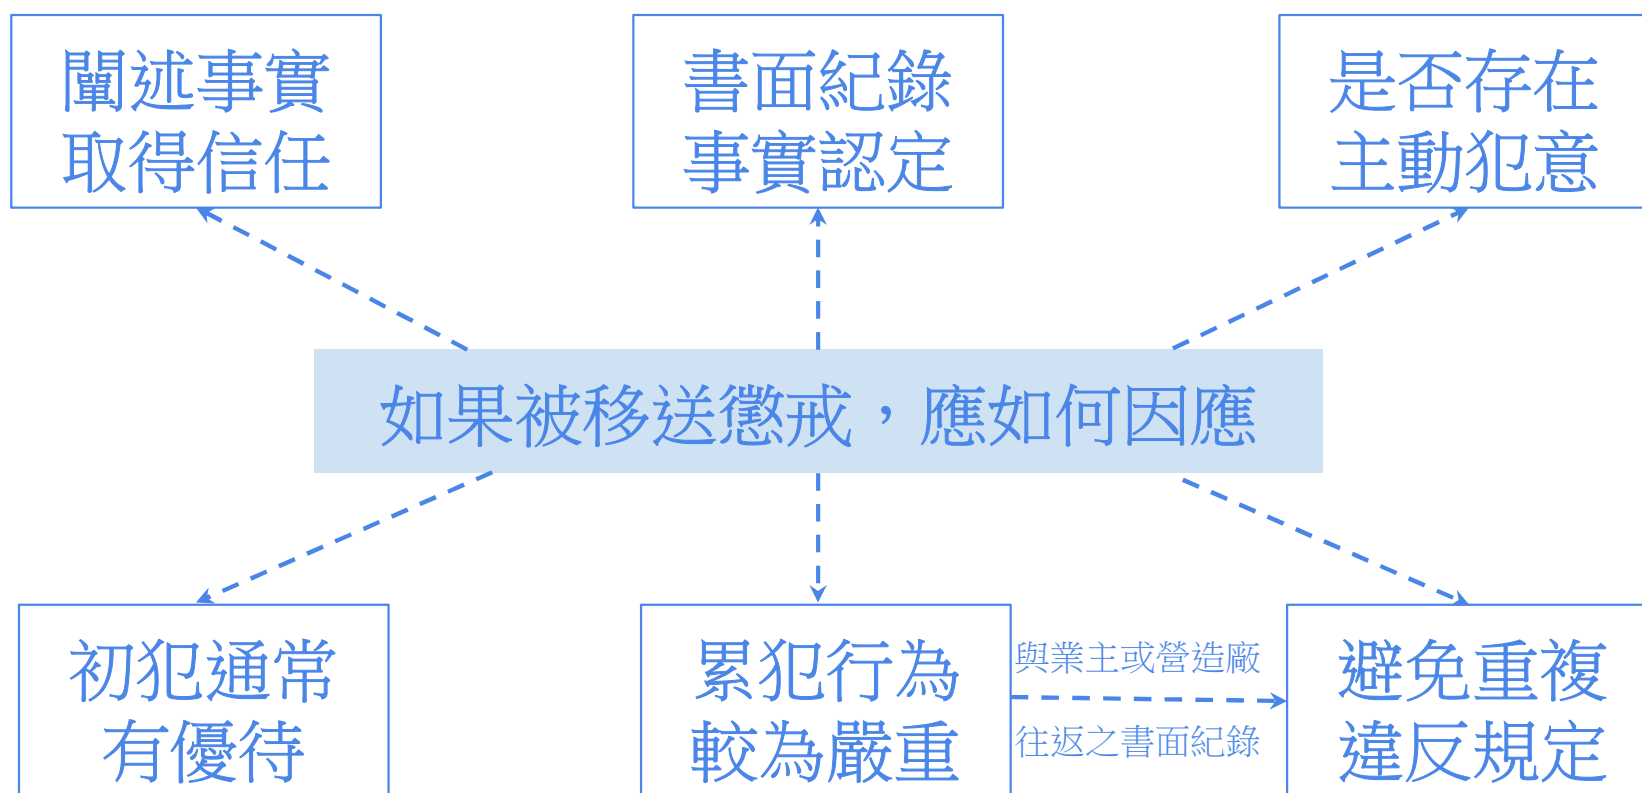 闡述事實
取得信任
書面紀錄
事實認定
是否存在
主動犯意
如果被移送懲戒，應如何因應
初犯通常
有優待
累犯行為
較為嚴重
與業主或營造廠
往返之書面紀錄
避免重複
違反規定